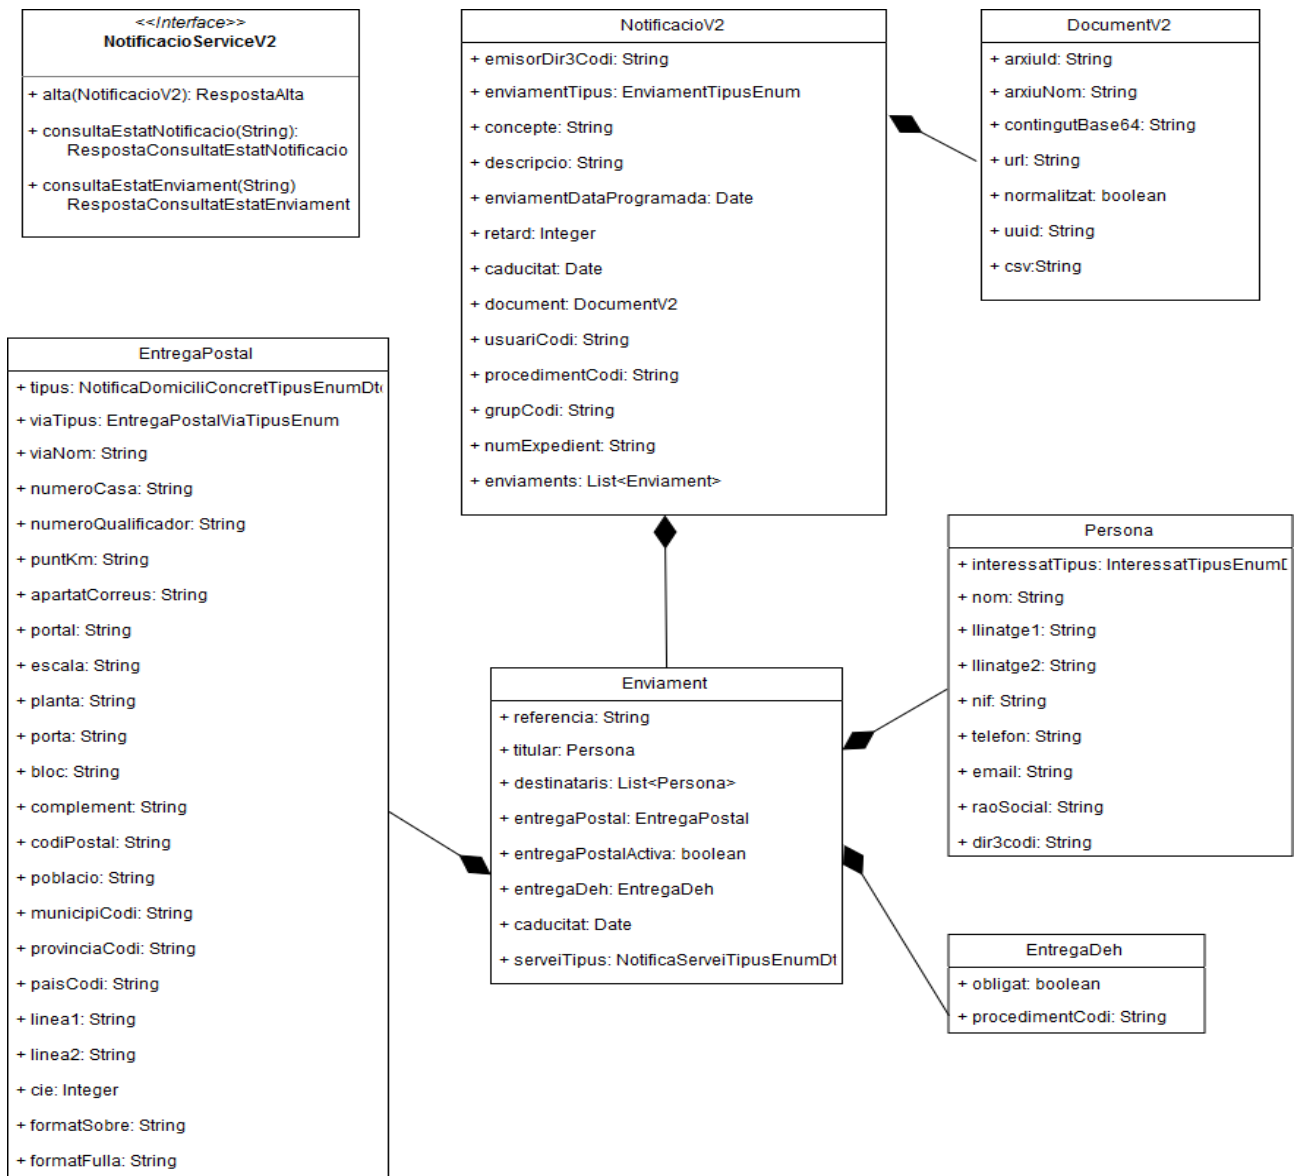 <<Interface>>
NotificacioServiceV2
+ alta(NotificacioV2): RespostaAlta
+ consultaEstatNotificacio(String):
RespostaConsultatEstatNotificacio
+ consultaEstatEnviament(String)
RespostaConsultatEstatEnviament
NotificacioV2
+ emisorDir3Codi: String
+ enviamentTipus: EnviamentTipusEnum
+ concepte: String
+ descripcio: String
+ enviamentDataProgramada: Date
+ retard: Integer
+ caducitat: Date
+ document: DocumentV2
+ usuariCodi: String
+ procedimentCodi: String
+ grupCodi: String
+ numExpedient: String
+ enviaments: List<Enviament>
DocumentV2
+ arxiuId: String
+ arxiuNom: String
+ contingutBase64: String
+ url: String
+ normalitzat: boolean
+ uuid: String
+ csv:String
EntregaPostal
+ tipus: NotificaDomiciliConcretTipusEnumDto
+ viaTipus: EntregaPostalViaTipusEnum
+ viaNom: String
+ numeroCasa: String
+ numeroQualificador: String
+ puntKm: String
+ apartatCorreus: String
+ portal: String
+ escala: String
+ planta: String
+ porta: String
+ bloc: String
+ complement: String
+ codiPostal: String
+ poblacio: String
+ municipiCodi: String
+ provinciaCodi: String
+ paisCodi: String
+ linea1: String
+ linea2: String
+ cie: Integer
+ formatSobre: String
+ formatFulla: String
Enviament
+ referencia: String
+ titular: Persona
+ destinataris: List<Persona>
+ entregaPostal: EntregaPostal
+ entregaPostalActiva: boolean
+ entregaDeh: EntregaDeh
+ caducitat: Date
+ serveiTipus: NotificaServeiTipusEnumDt
Persona
+ interessatTipus: InteressatTipusEnumD
+ nom: String
+ llinatge1: String
+ llinatge2: String
+ nif: String
+ telefon: String
+ email: String
+ raoSocial: String
+ dir3codi: String
EntregaDeh
+ obligat: boolean
+ procedimentCodi: String